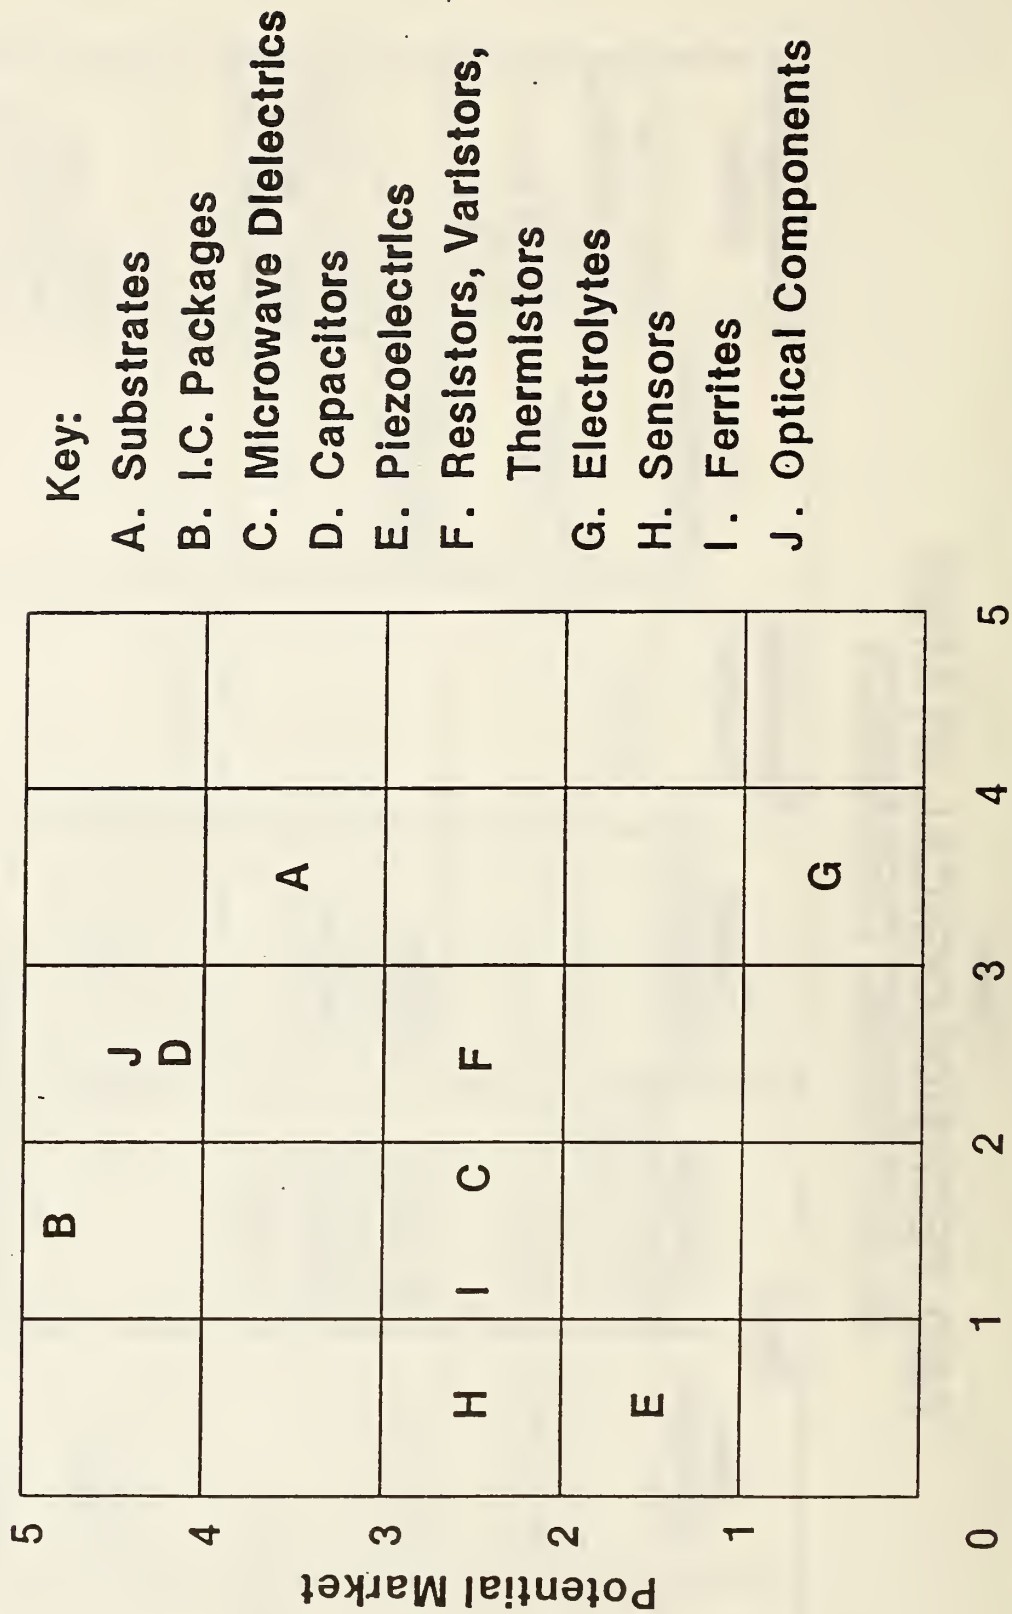 Potential Market
5
4
3
2
1
0
1
2
3
4
5
B
J
D
A
H
I
C
F
E
G
Key:
A. Substrates
B. I.C. Packages
C. Microwave Dielectrics
D. Capacitors
E. Piezoelectrics
F. Resistors, Varistors,
Thermistors
G. Electrolytes
H. Sensors
I. Ferrites
J. Optical Components